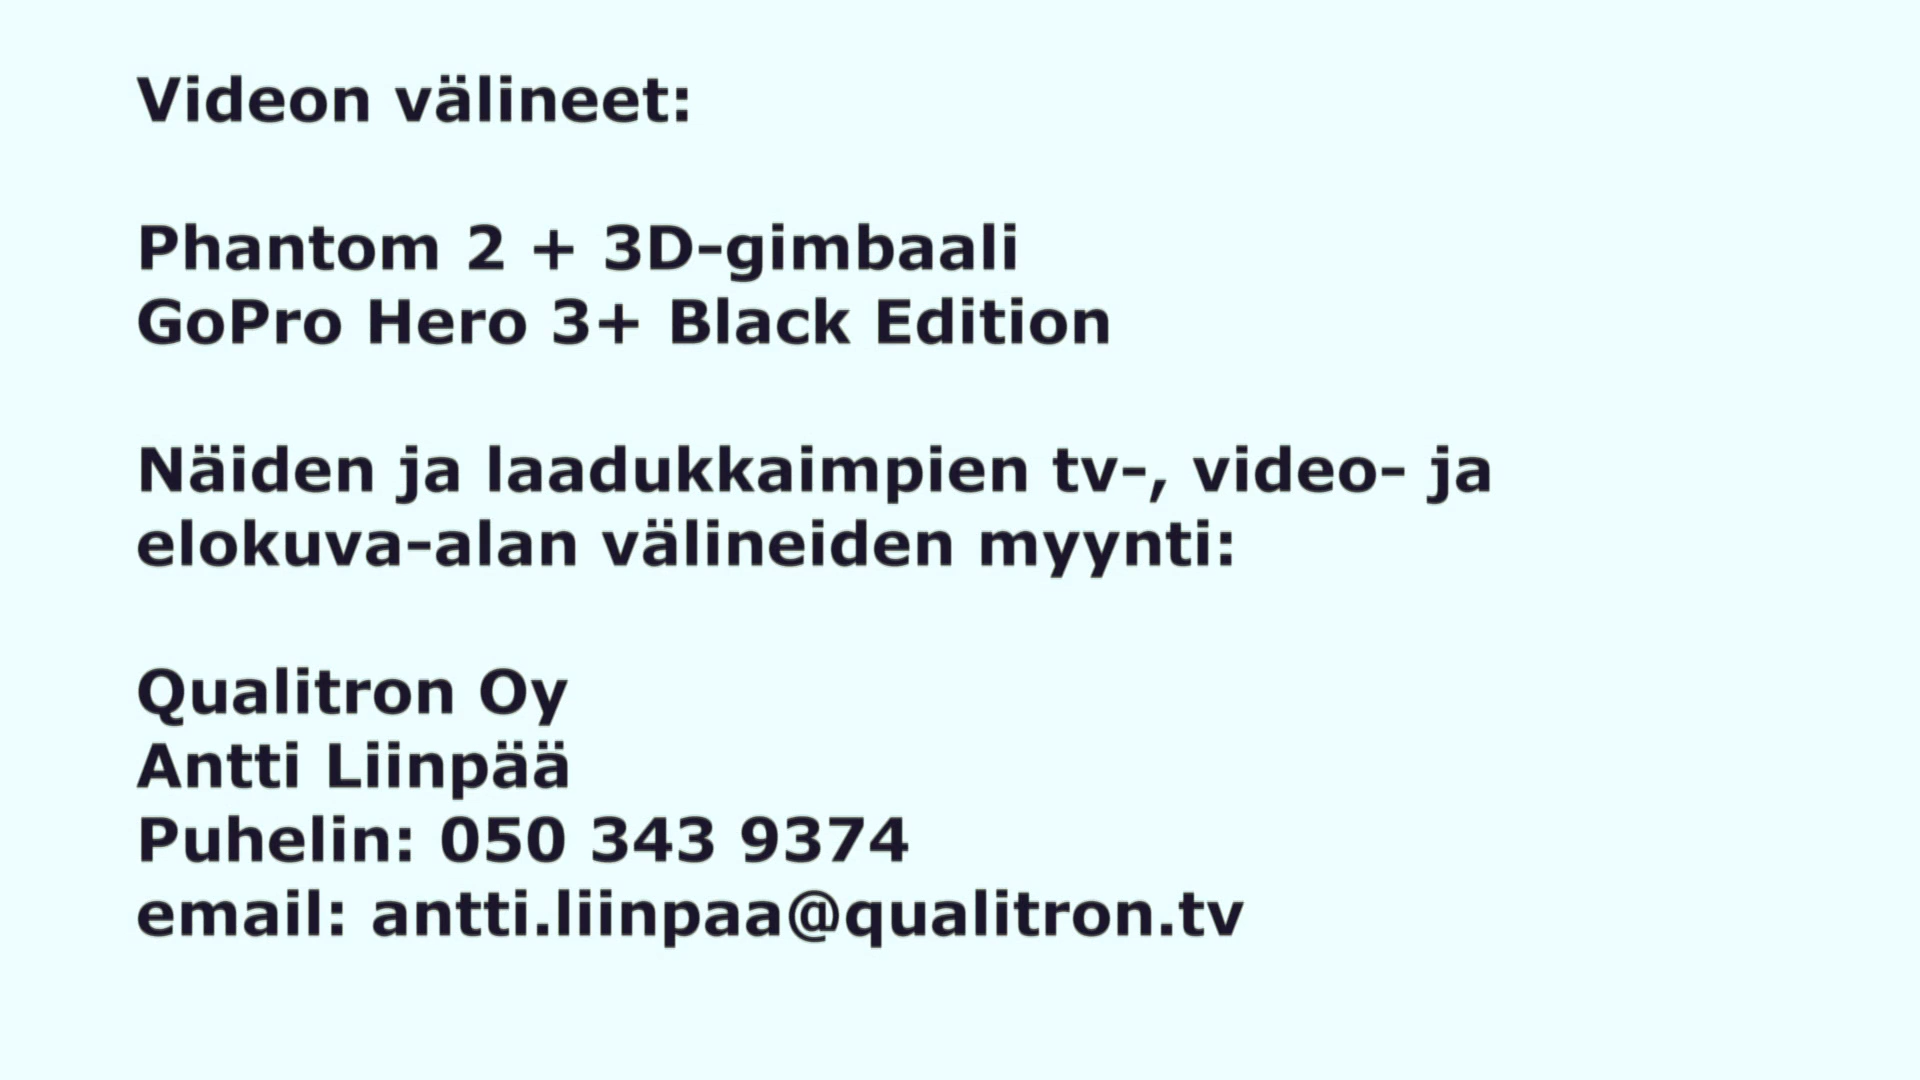 Videon välineet:
Phantom 2 + 3D-gimbaali
GoPro Hero 3+ Black Edition
Näiden ja laadukkaimpien tv-, video- ja
elokuva-alan välineiden myynti:
Qualitron Oy
Antti Liinpää
Puhelin: 050 343 9374
email: antti.liinpaa@qualitron.tv